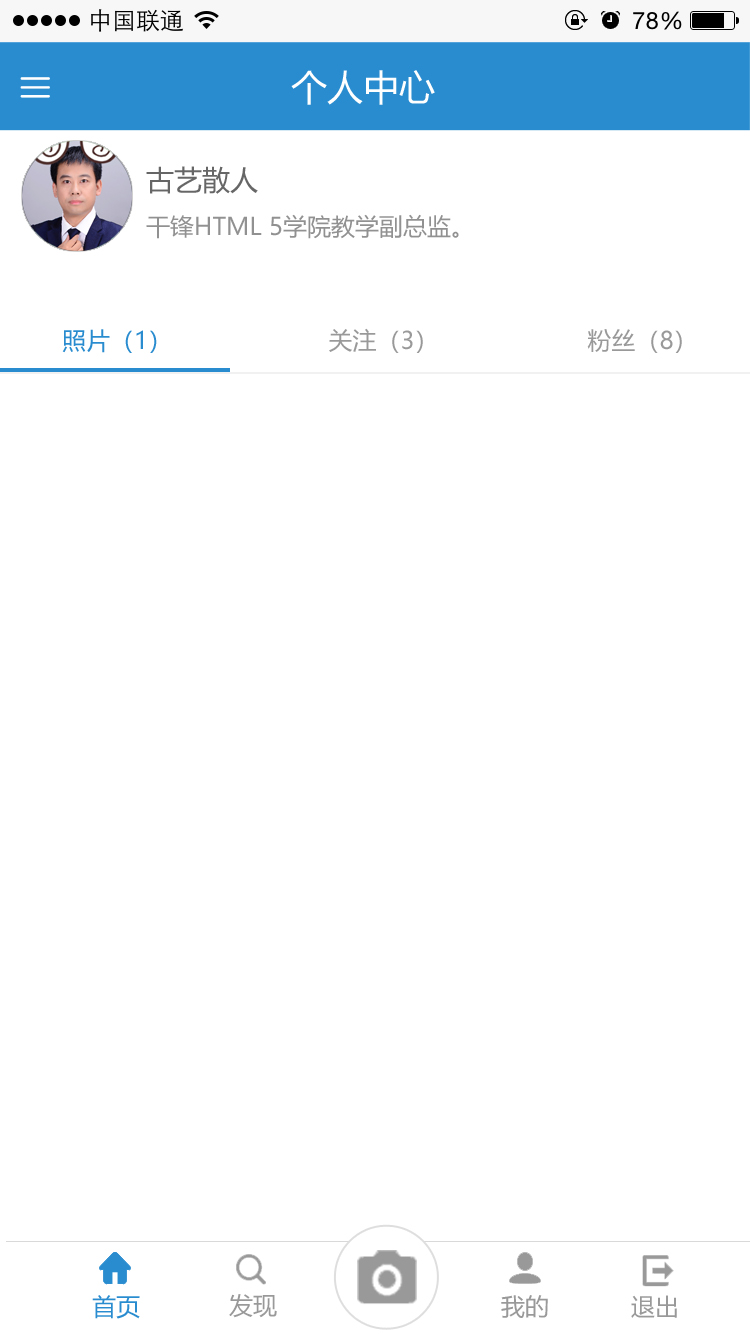 中国联通
78%
个人中心
古艺散人
干锋HTML 5学院教学副总监。
照片（1） 关注（3） 粉丝（8）
首页 发现 我的 退出